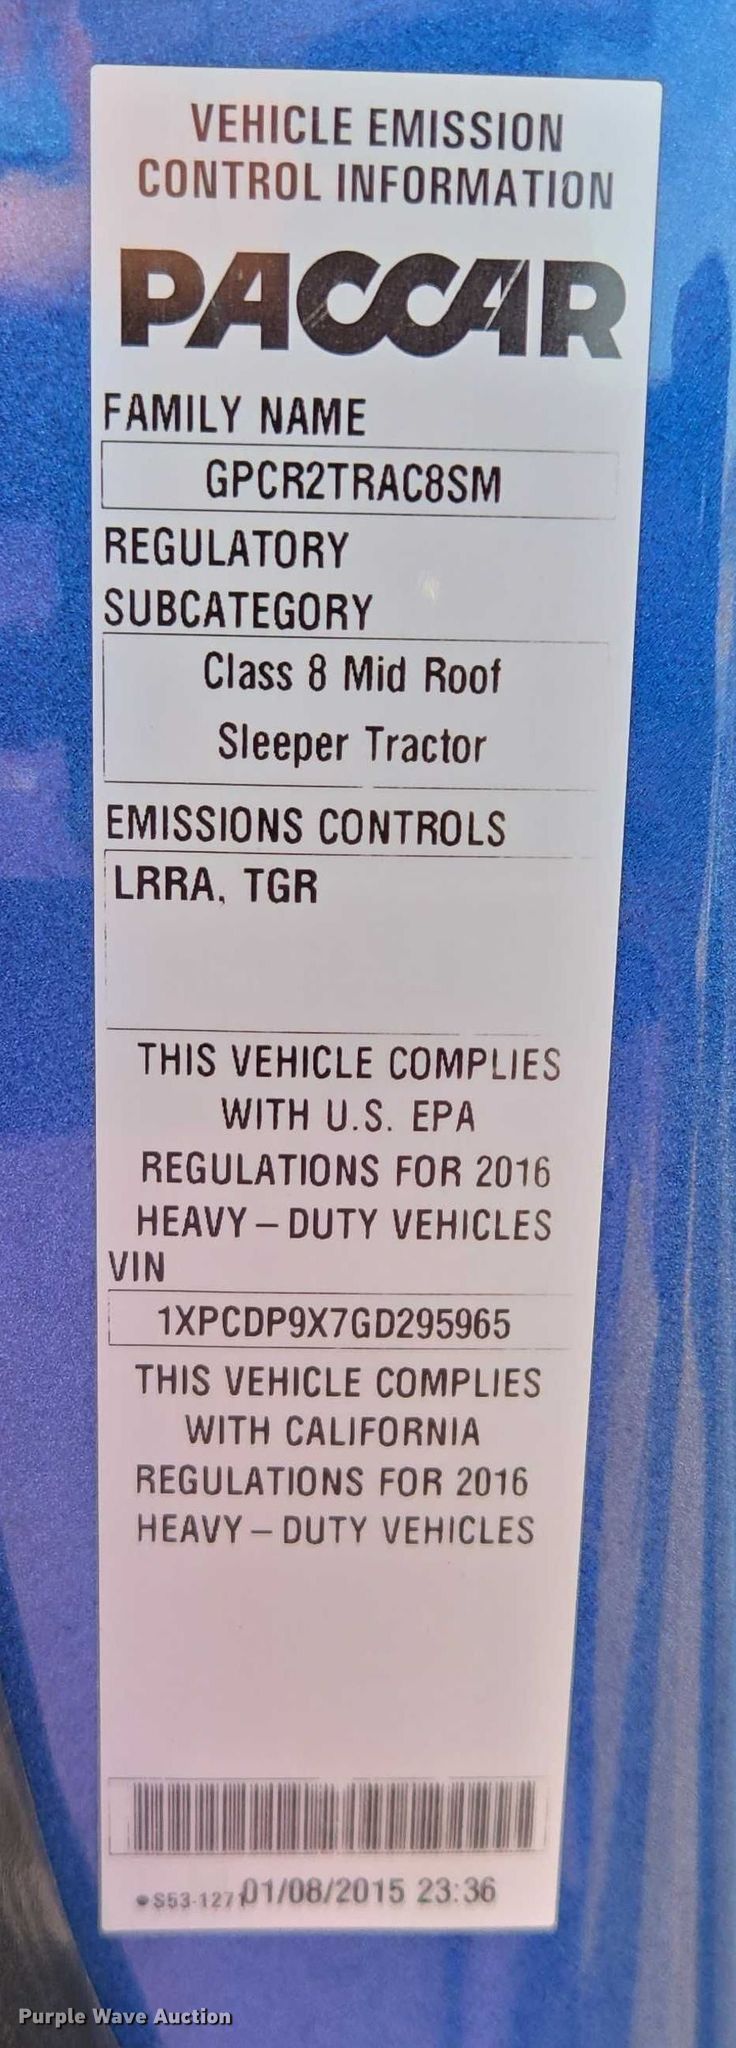 VEHICLE EMISSION
CONTROL INFORMATION
PACCAR
FAMILY NAME
GPCR2TRAC8SM
REGULATORY
SUBCATEGORY
Class 8 Mid Roof
Sleeper Tractor
EMISSIONS CONTROLS
LRRA, TGR
THIS VEHICLE COMPLIES
WITH U.S. EPA
REGULATIONS FOR 2016
HEAVY – DUTY VEHICLES
VIN
1XPCDP9X7GD295965
THIS VEHICLE COMPLIES
WITH CALIFORNIA
REGULATIONS FOR 2016
HEAVY – DUTY VEHICLES
S53-1271 01/08/2015 23:36
Purple Wave Auction